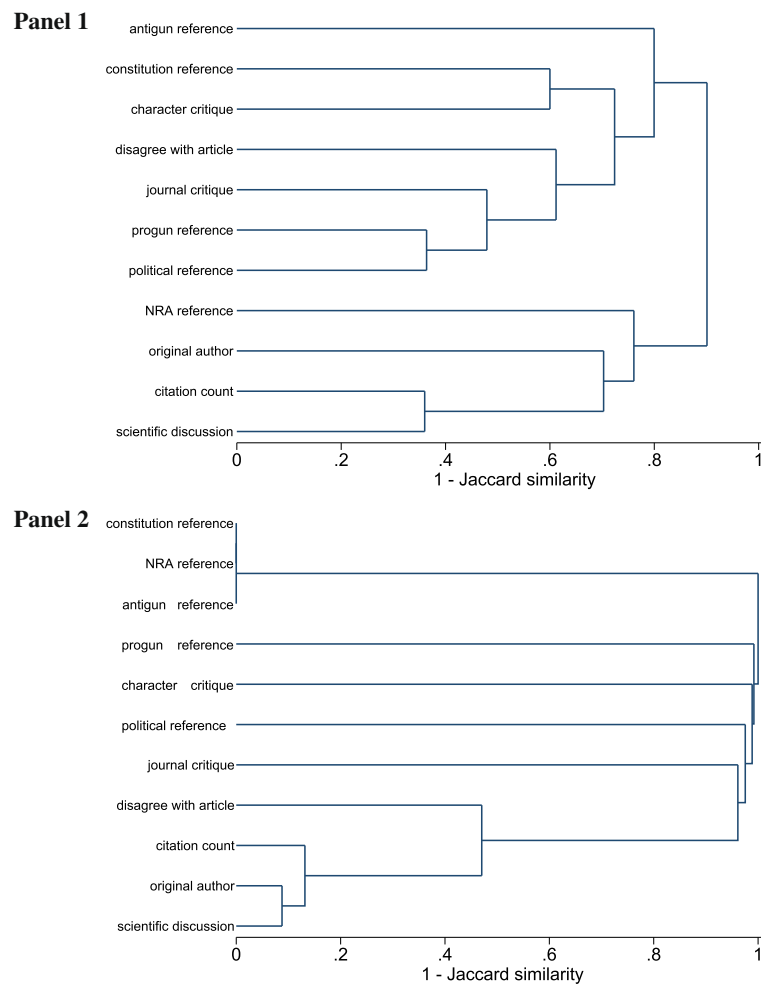 Panel 1
antigun reference
constitution reference
character critique
disagree with article
journal critique
progun reference
political reference
NRA reference
original author
citation count
scientific discussion
0 .2 .4 .6 .8 1
1 - Jaccard similarity
Panel 2
constitution reference
NRA reference
antigun reference
progun reference
character critique
political reference
journal critique
disagree with article
citation count
original author
scientific discussion
0 .2 .4 .6 .8 1
1 - Jaccard similarity